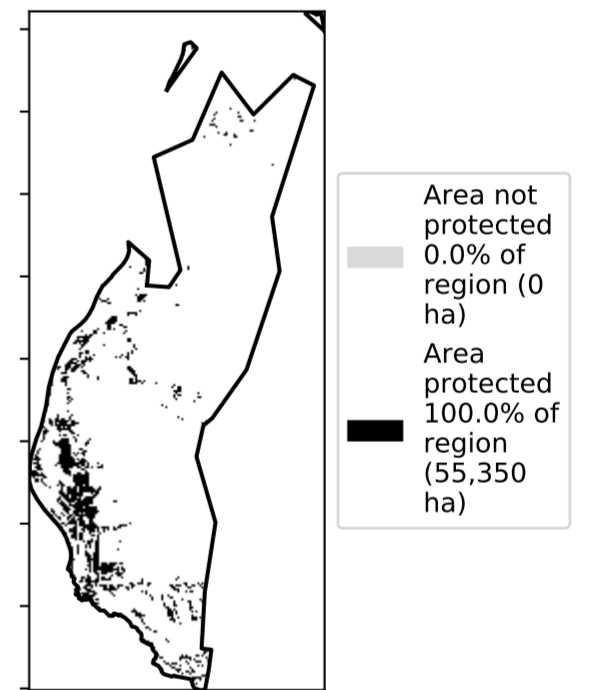 Area not
protected
0.0% of
region (0
ha)
Area
protected
100.0% of
region
(55,350
ha)